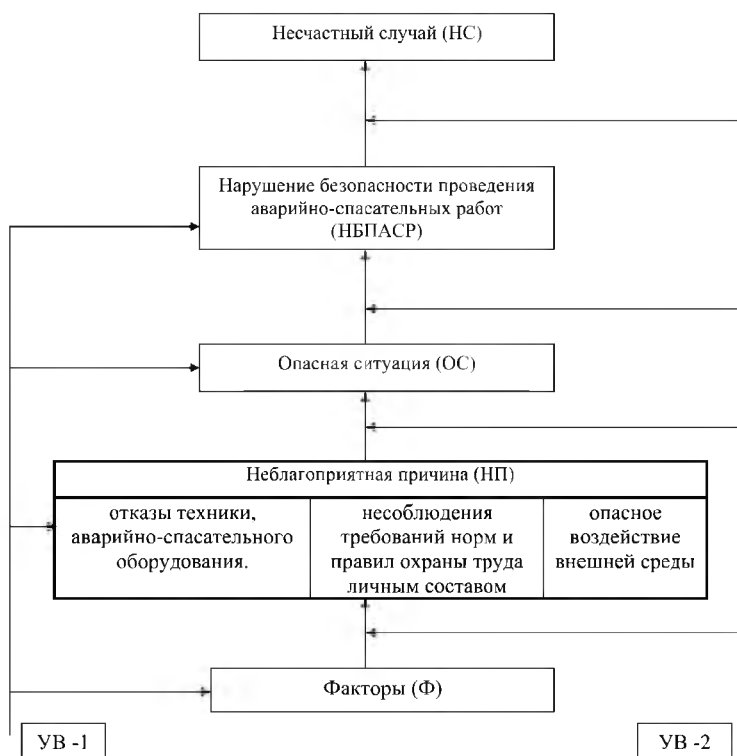 Несчастный случай (НС)
Нарушение безопасности проведения
аварийно-спасательных работ
(НБПАСР)
Опасная ситуация (ОС)
Неблагоприятная причина (НП)
отказы техники,
аварийно-спасательного
оборудования.
несоблюдения
требований норм и
правил охраны труда
личным составом
опасное
воздействие
внешней среды
Факторы (Ф)
УВ -1
УВ -2